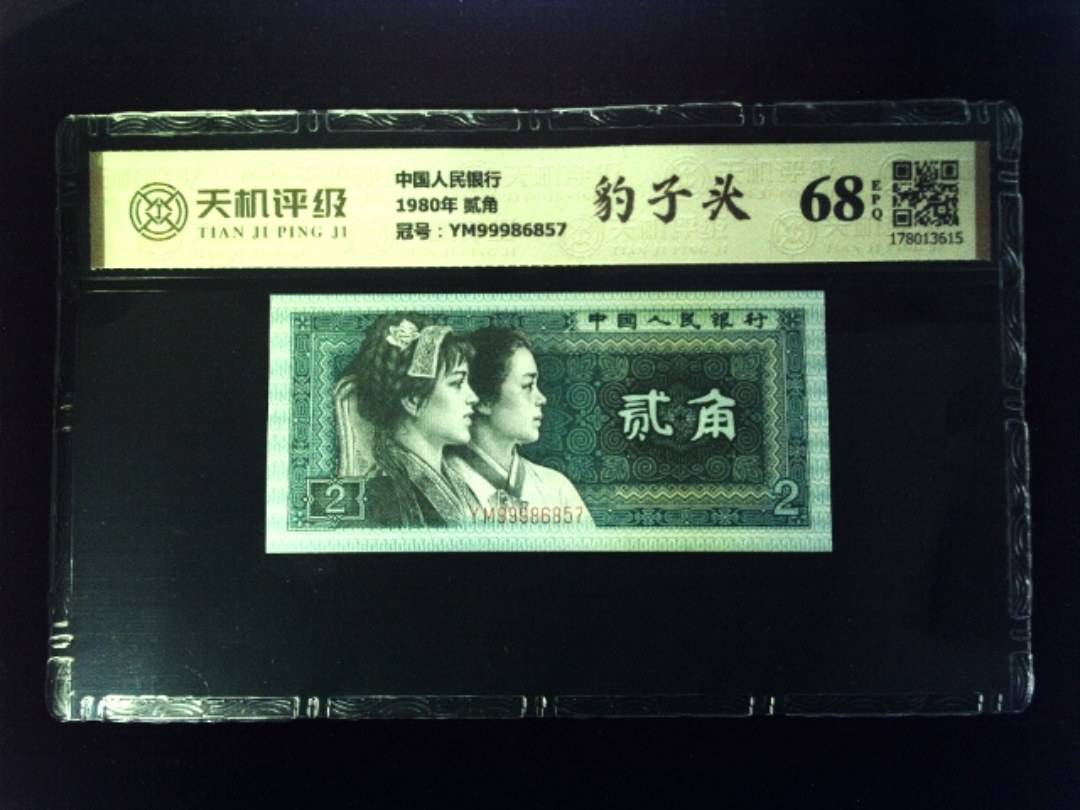 天机评级
TIAN JI PING JI
中国人民银行
1980年 贰角
冠号：YM99986857
豹子头
68
EPQ
178013615
中国人民银行
贰角
2
YM99986857
2